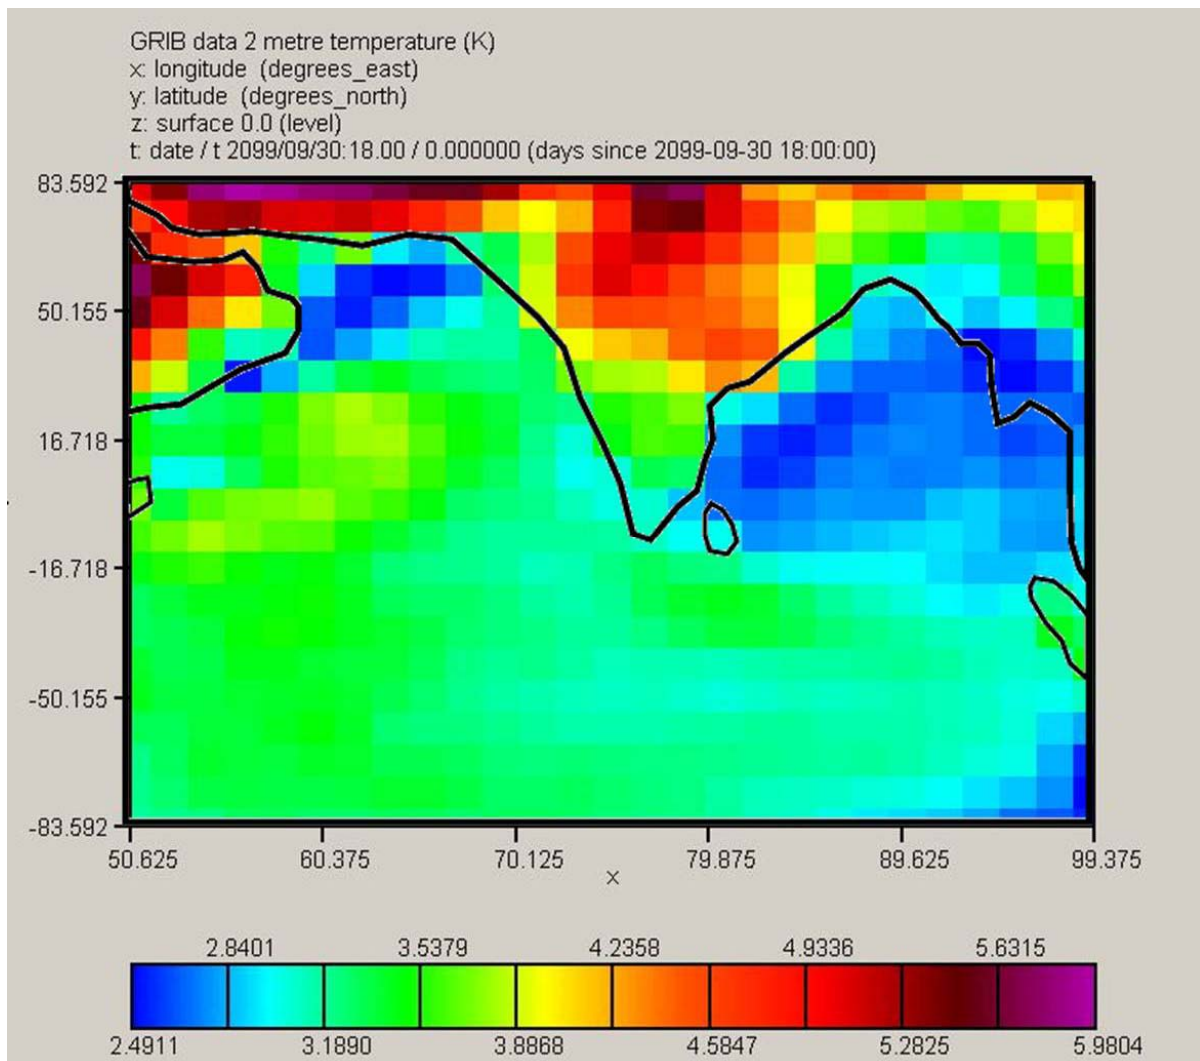 GRIB data 2 metre temperature (K)
x: longitude (degrees_east)
y: latitude (degrees_north)
z: surface 0.0 (level)
t: date / t 2099/09/30:18.00 / 0.000000 (days since 2099-09-30 18:00:00)
83.592
50.155
16.718
-16.718
-50.155
-83.592
50.625 60.375 70.125 79.875 89.625 99.375
x
2.8401 3.5379 4.2358 4.9336 5.6315
2.4911 3.1890 3.8868 4.5847 5.2825 5.9804